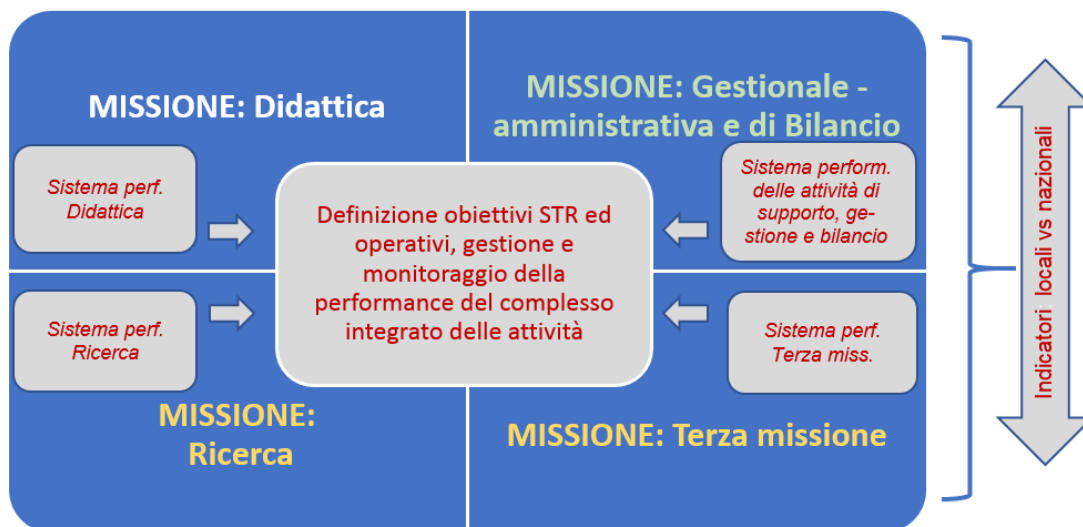 MISSIONE: Didattica
MISSIONE: Gestionale -
amministrativa e di Bilancio
Sistema perf.
Didattica
Sistema perform.
delle attività di
supporto, ge-
stione e bilancio
Definizione obiettivi STR ed
operativi, gestione e
monitoraggio della
performance del complesso
integrato delle attività
Sistema perf.
Ricerca
Sistema perf.
Terza miss.
MISSIONE:
Ricerca
MISSIONE: Terza missione
Indicatori: locali vs nazionali